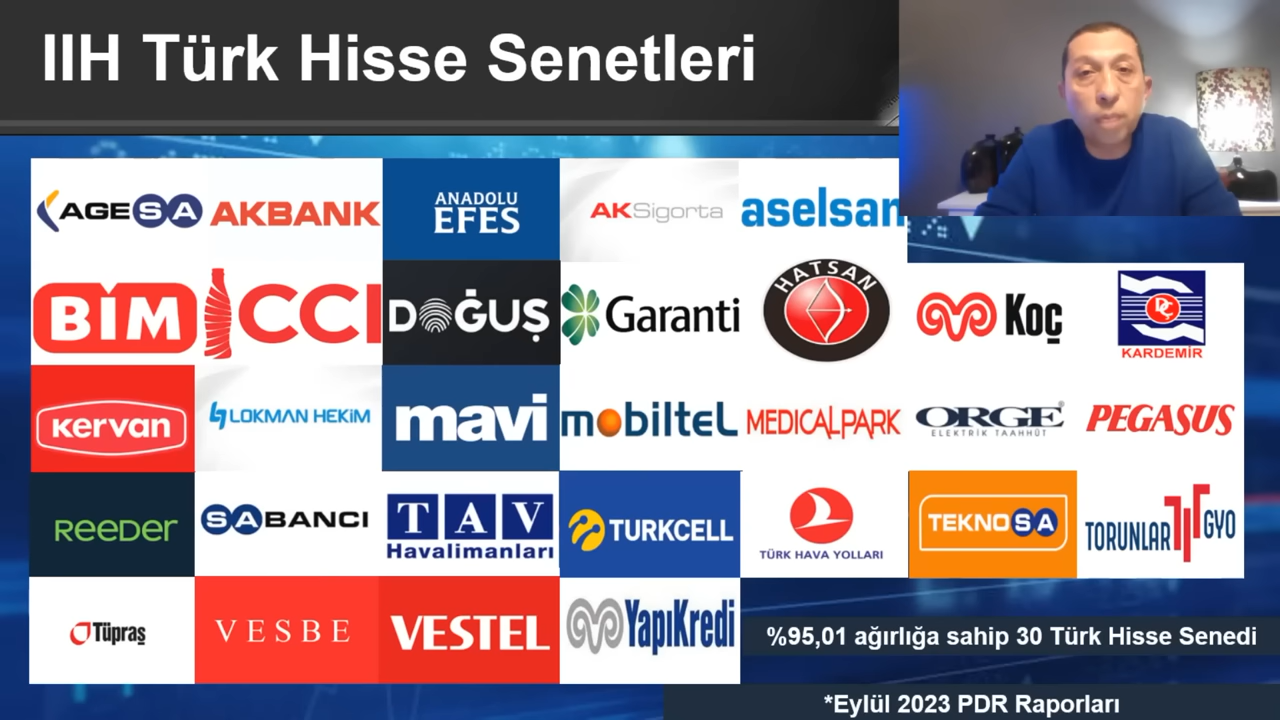 IIH Türk Hisse Senetleri
AGESA
AKBANK
ANADOLU
EFES
AKSigorta
aselsan
BİM
CCI
DOĞUŞ
Garanti
HATSAN
Koç
DC
KARDEMİR
Kervan
LOKMAN HEKİM
mavi
mobiltel
MEDICALPARK
ORGE®
ELEKTRİK TAAHHÜT
PEGASUS
REEDER
SABANCI
TAV
Havalimanları
TURKCELL
TÜRK HAVA YOLLARI
TEKNOSA
TORUNLAR GYO
Tüpraş
VESBE
VESTEL
YapıKredi
%95,01 ağırlığa sahip 30 Türk Hisse Senedi
*Eylül 2023 PDR Raporları